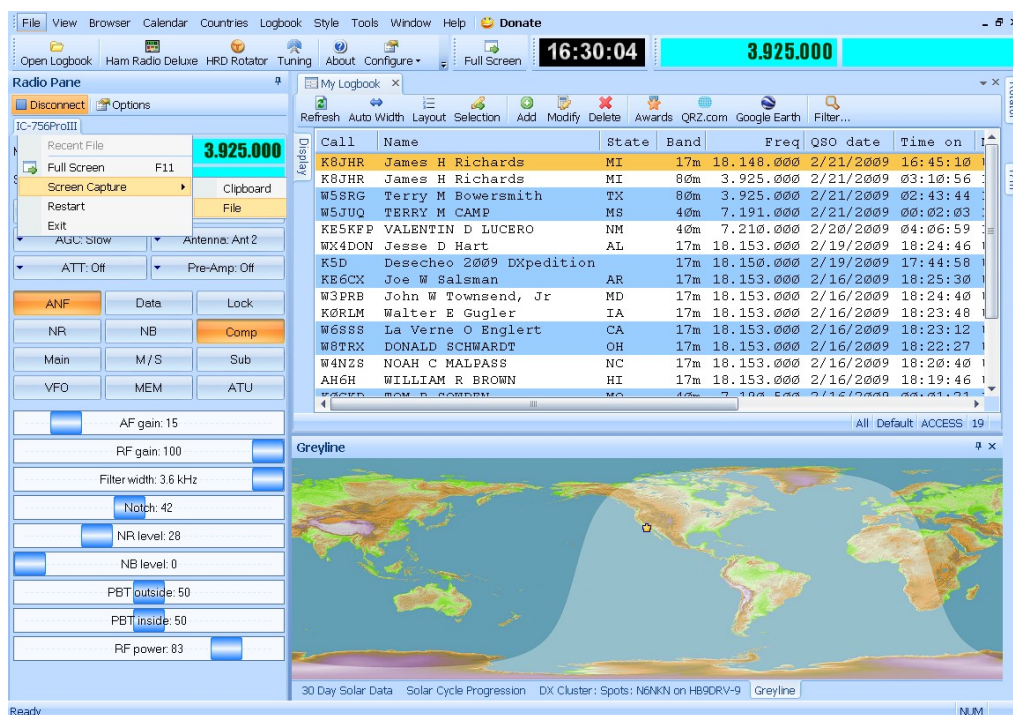 File View Browser Calendar Countries Logbook Style Tools Window Help Donate
Open Logbook Ham Radio Deluxe HRD Rotator Tuning About Configure Full Screen 16:30:04 3.925.000
Radio Pane
Disconnect Options
IC-756ProIII
3.925.000
Recent File
Full Screen F11
Screen Capture
Restart
Exit
Clipboard
File
AGC: Slow Antenna: Ant 2
ATT: Off Pre-Amp: Off
ANF Data Lock
NR NB Comp
Main M/S Sub
VFO MEM ATU
AF gain: 15
RF gain: 100
Filter width: 3.6 kHz
Notch: 42
NR level: 28
NB level: 0
PBT outside: 50
PBT inside: 50
RF power: 83
My Logbook
Refresh Auto Width Layout Selection Add Modify Delete Awards QRZ.com Google Earth Filter...
Display
Call Name State Band Freq QSO date Time on
K8JHR James H Richards MI 17m 18.148.000 2/21/2009 16:45:10
K8JHR James H Richards MI 80m 3.925.000 2/21/2009 03:10:56
W5SRG Terry M Bowersmith TX 80m 3.925.000 2/21/2009 02:43:44
W5JUQ TERRY M CAMP MS 40m 7.191.000 2/21/2009 00:02:03
KE5KFP VALENTIN D LUCERO NM 40m 7.210.000 2/20/2009 04:06:59
WX4DON Jesse D Hart AL 17m 18.153.000 2/19/2009 18:24:46
K5D Desecheo 2009 DXpedition 17m 18.150.000 2/19/2009 17:44:58
KE6CX Joe W Salsman AR 17m 18.153.000 2/16/2009 18:25:30
W3PRB John W Townsend, Jr MD 17m 18.153.000 2/16/2009 18:24:40
KØRLM Walter E Gugler IA 17m 18.153.000 2/16/2009 18:23:48
W6SSS La Verne O Englert CA 17m 18.153.000 2/16/2009 18:23:12
W8TRX DONALD SCHWARDT OH 17m 18.153.000 2/16/2009 18:22:27
W4NZS NOAH C MALPASS NC 17m 18.153.000 2/16/2009 18:20:40
AH6H WILLIAM R BROWN HI 17m 18.153.000 2/16/2009 18:19:46
All Default ACCESS 19
Greyline
30 Day Solar Data Solar Cycle Progression DX Cluster: Spots: N6NKN on HB9DRV-9 Greyline
Ready NUM